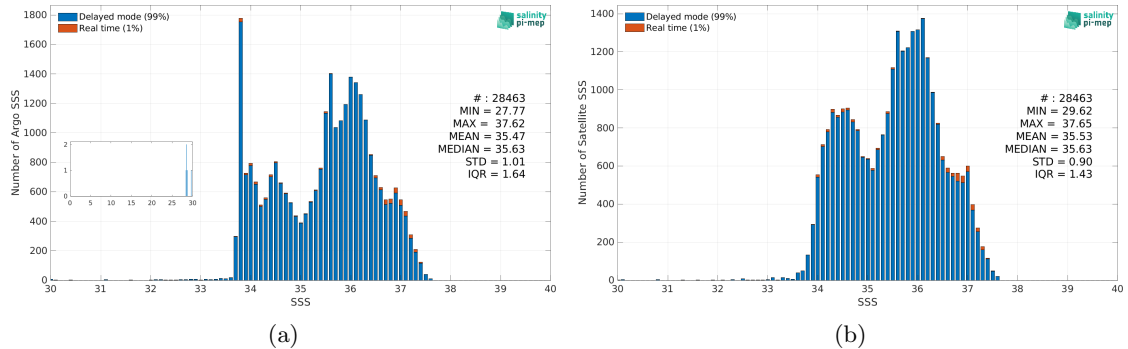 Delayed mode (99%)
Real time (1%)
salinity
pi-mep
1800
1600
1400
1200
1000
800
600
400
200
0
Number of Argo SSS
# : 28463
MIN = 27.77
MAX = 37.62
MEAN = 35.47
MEDIAN = 35.63
STD = 1.01
IQR = 1.64
2
1
0
0 5 10 15 20 25 30
30 31 32 33 34 35 36 37 38 39 40
SSS
(a)
Delayed mode (99%)
Real time (1%)
salinity
pi-mep
1400
1200
1000
800
600
400
200
0
Number of Satellite SSS
# : 28463
MIN = 29.62
MAX = 37.65
MEAN = 35.53
MEDIAN = 35.63
STD = 0.90
IQR = 1.43
30 31 32 33 34 35 36 37 38 39 40
SSS
(b)